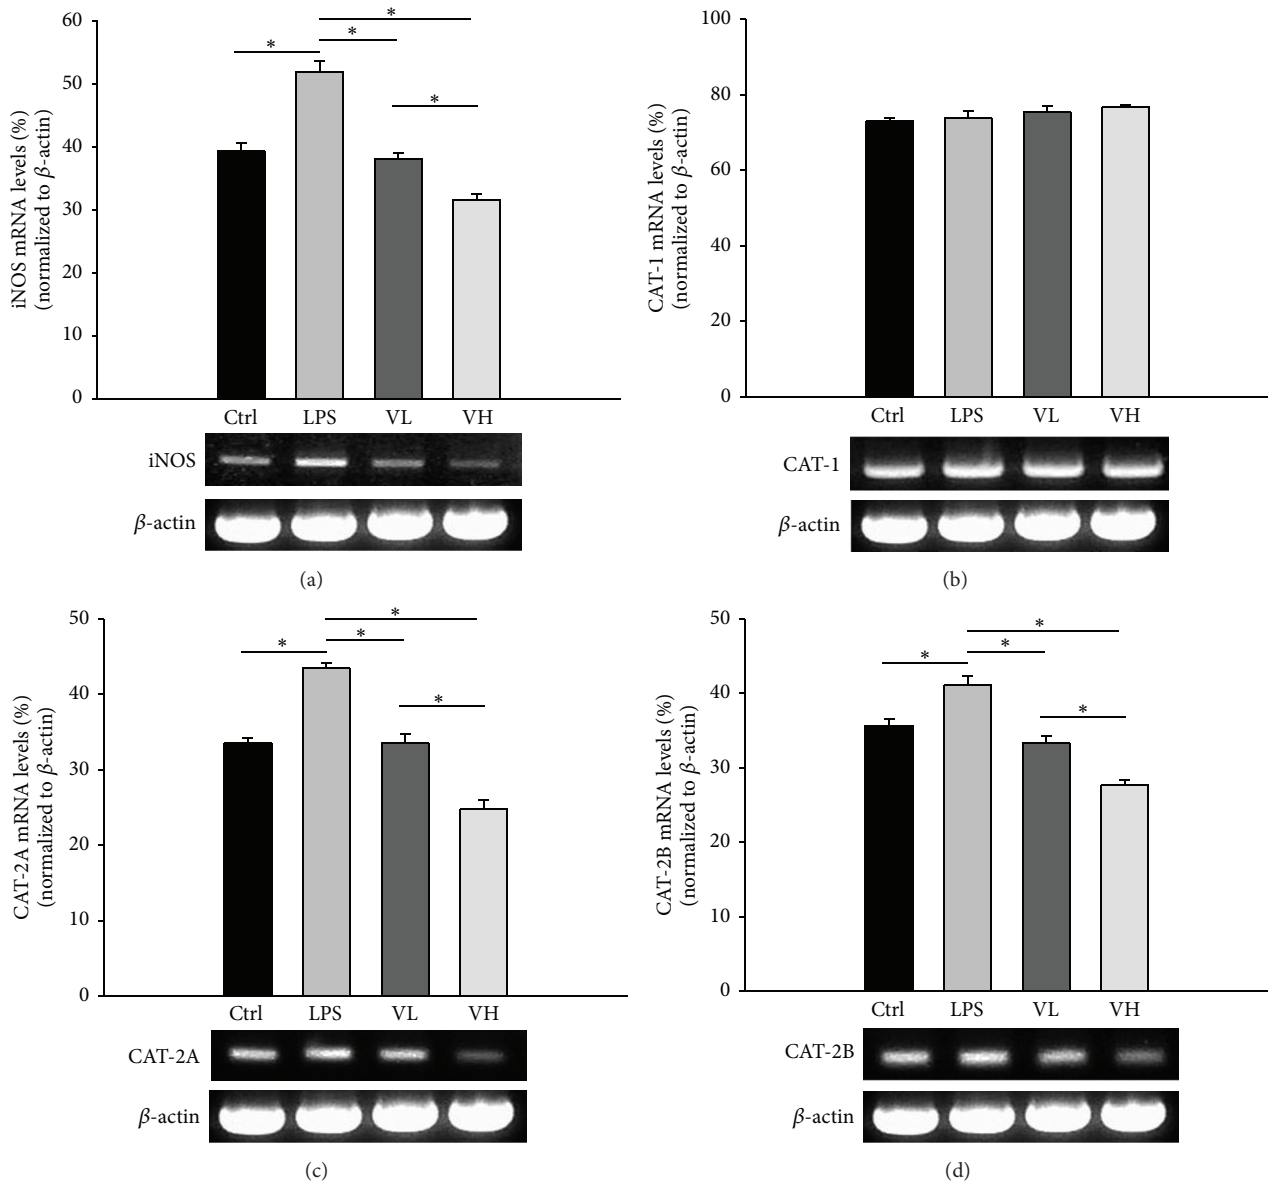 iNOS mRNA levels (%)
(normalized to β-actin)
60
50
40
30
20
10
0
*
*
*
*
Ctrl LPS VL VH
iNOS
β-actin
(a)
CAT-1 mRNA levels (%)
(normalized to β-actin)
100
80
60
40
20
0
Ctrl LPS VL VH
CAT-1
β-actin
(b)
CAT-2A mRNA levels (%)
(normalized to β-actin)
50
40
30
20
10
0
*
*
*
*
Ctrl LPS VL VH
CAT-2A
β-actin
(c)
CAT-2B mRNA levels (%)
(normalized to β-actin)
50
40
30
20
10
0
*
*
*
*
Ctrl LPS VL VH
CAT-2B
β-actin
(d)